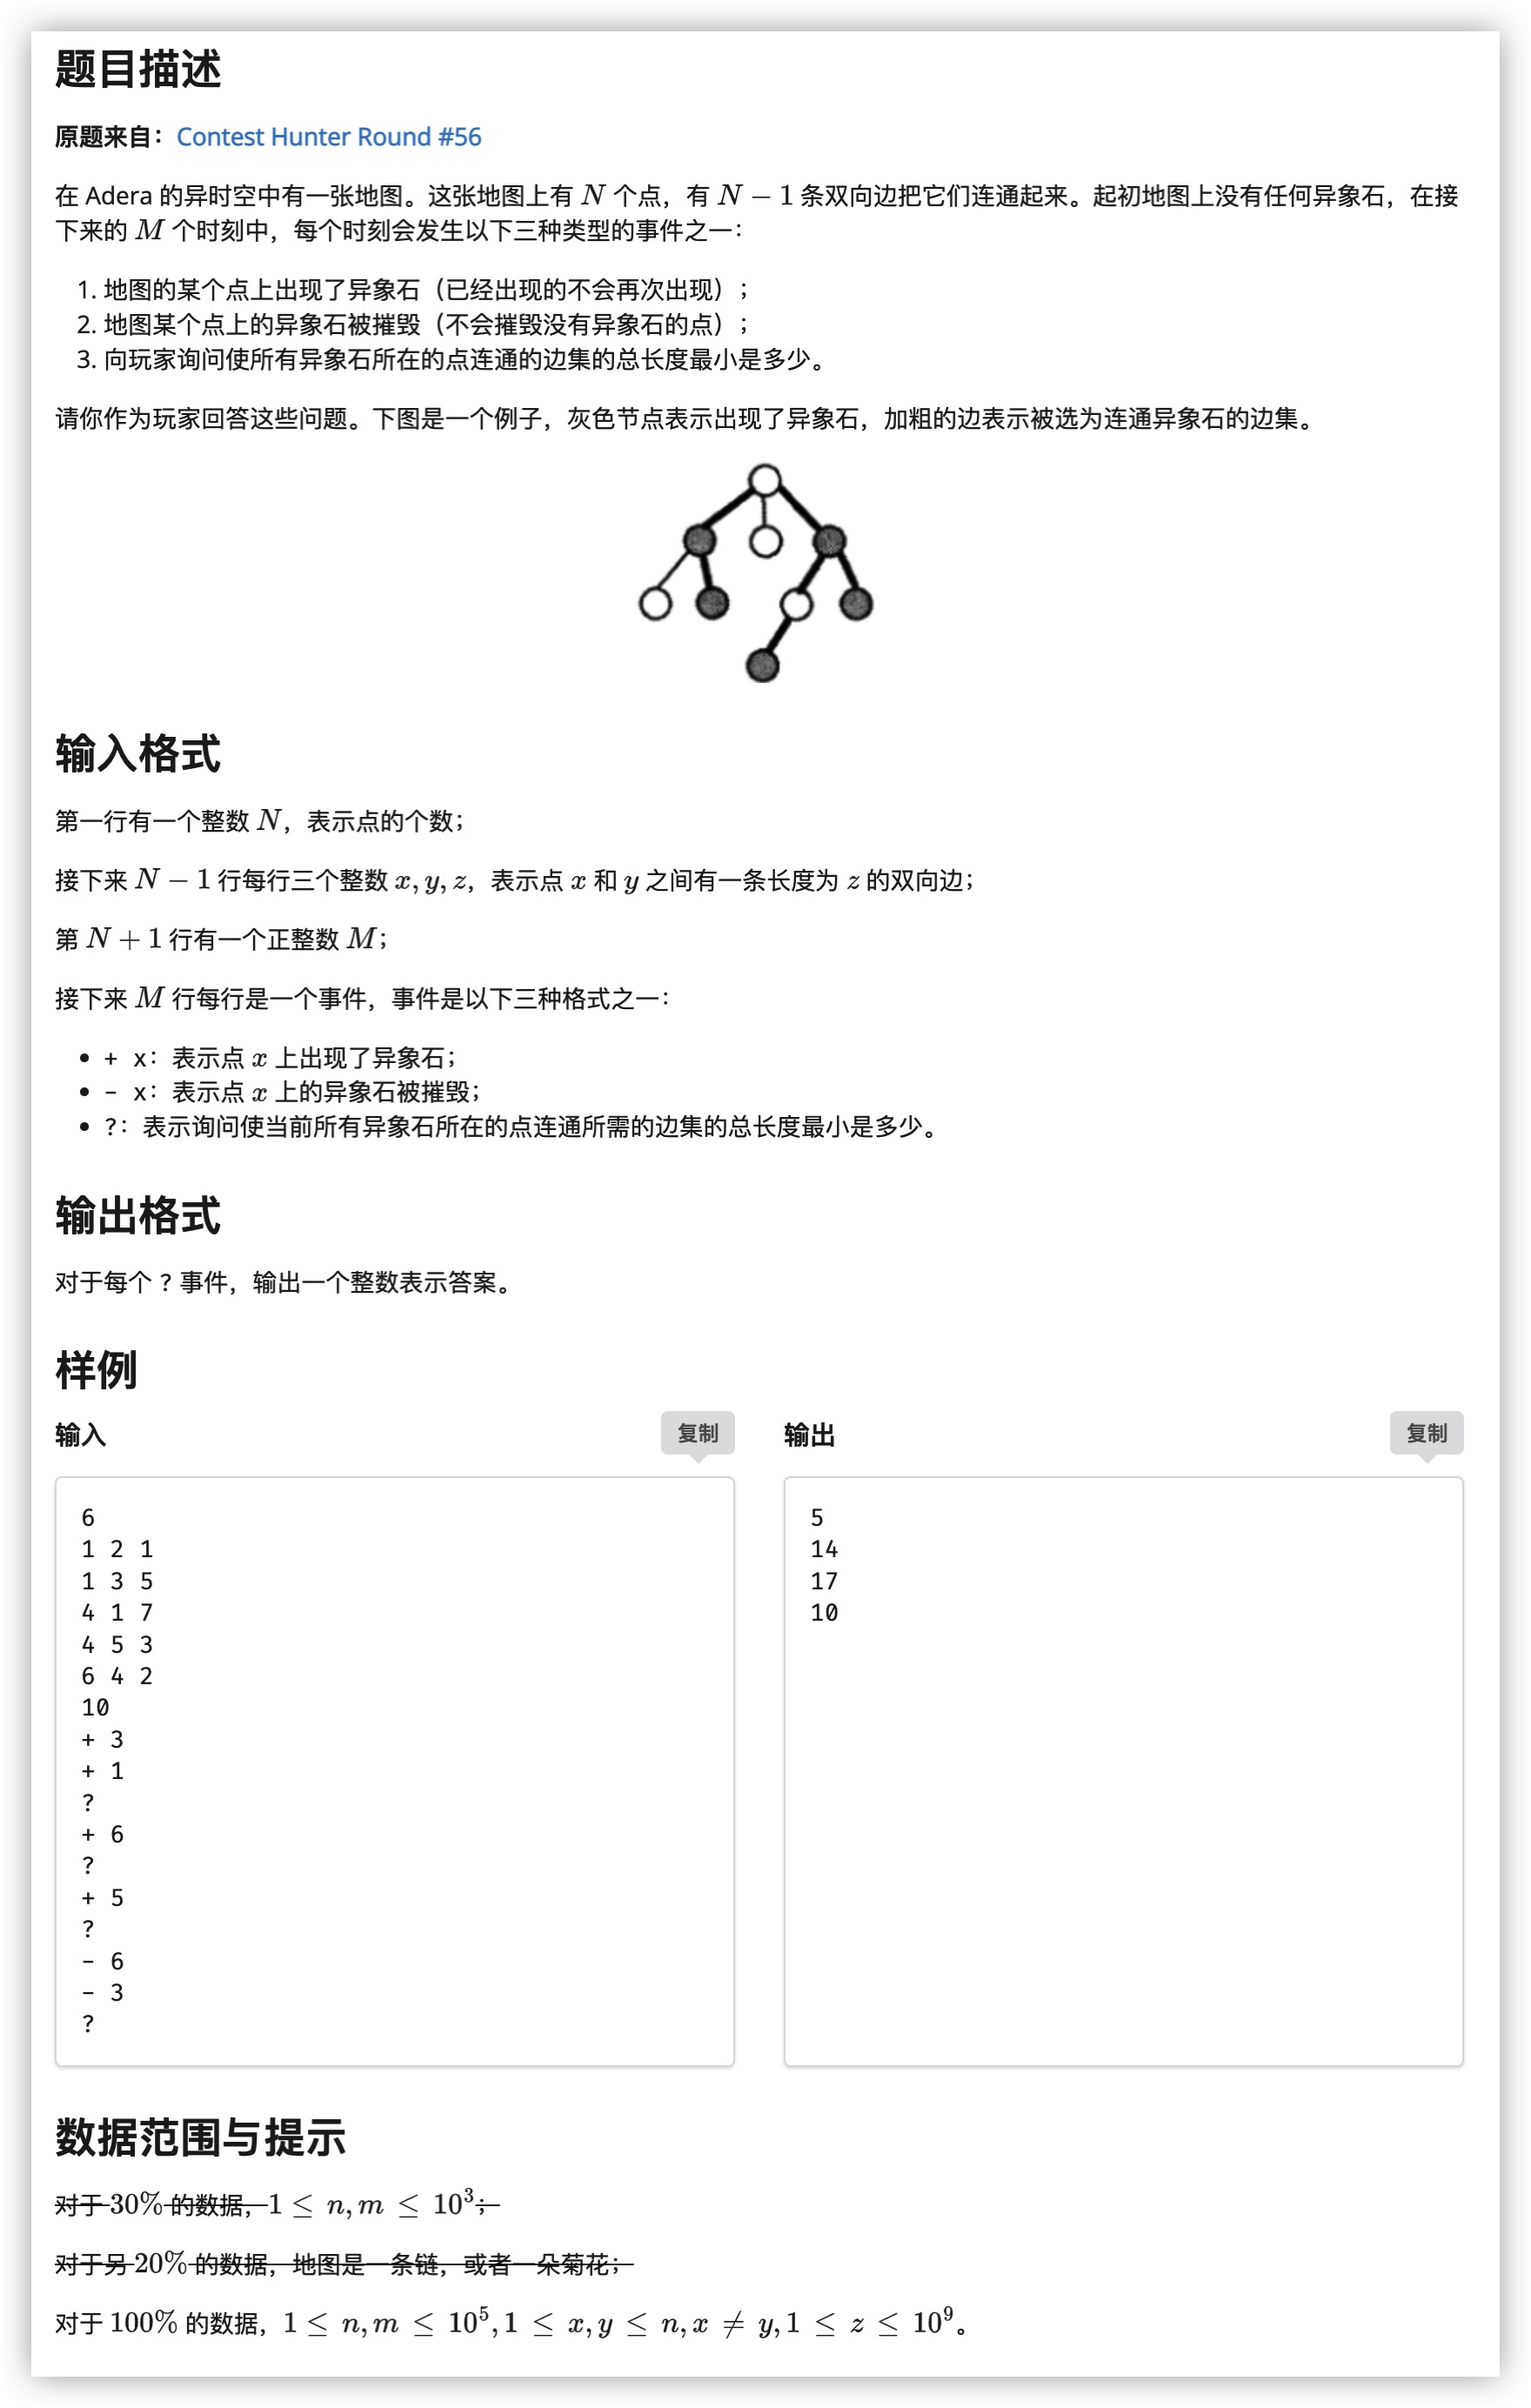 题目描述
原题来自：Contest Hunter Round #56
在 Adera 的异时空中有一张地图。这张地图上有 N 个点，有 N − 1 条双向边把它们连通起来。起初地图上没有任何异象石，在接
下来的 M 个时刻中，每个时刻会发生以下三种类型的事件之一：
1. 地图的某个点上出现了异象石（已经出现的不会再次出现）；
2. 地图某个点上的异象石被摧毁（不会摧毁没有异象石的点）；
3. 向玩家询问使所有异象石所在的点连通的边集的总长度最小是多少。
请你作为玩家回答这些问题。下图是一个例子，灰色节点表示出现了异象石，加粗的边表示被选为连通异象石的边集。
输入格式
第一行有一个整数 N，表示点的个数；
接下来 N − 1 行每行三个整数 x, y, z，表示点 x 和 y 之间有一条长度为 z 的双向边；
第 N + 1 行有一个正整数 M；
接下来 M 行每行是一个事件，事件是以下三种格式之一：
• + x：表示点 x 上出现了异象石；
• - x：表示点 x 上的异象石被摧毁；
• ?：表示询问使当前所有异象石所在的点连通所需的边集的总长度最小是多少。
输出格式
对于每个 ? 事件，输出一个整数表示答案。
样例
输入 复制
6
1 2 1
1 3 5
4 1 7
4 5 3
6 4 2
10
+ 3
+ 1
?
+ 6
?
+ 5
?
- 6
- 3
?
输出 复制
5
14
17
10
数据范围与提示
对于 30% 的数据，1 ≤ n, m ≤ 10³；
对于另 20% 的数据，地图是一条链，或者一朵菊花；
对于 100% 的数据，1 ≤ n, m ≤ 10⁵, 1 ≤ x, y ≤ n, x ≠ y, 1 ≤ z ≤ 10⁹。